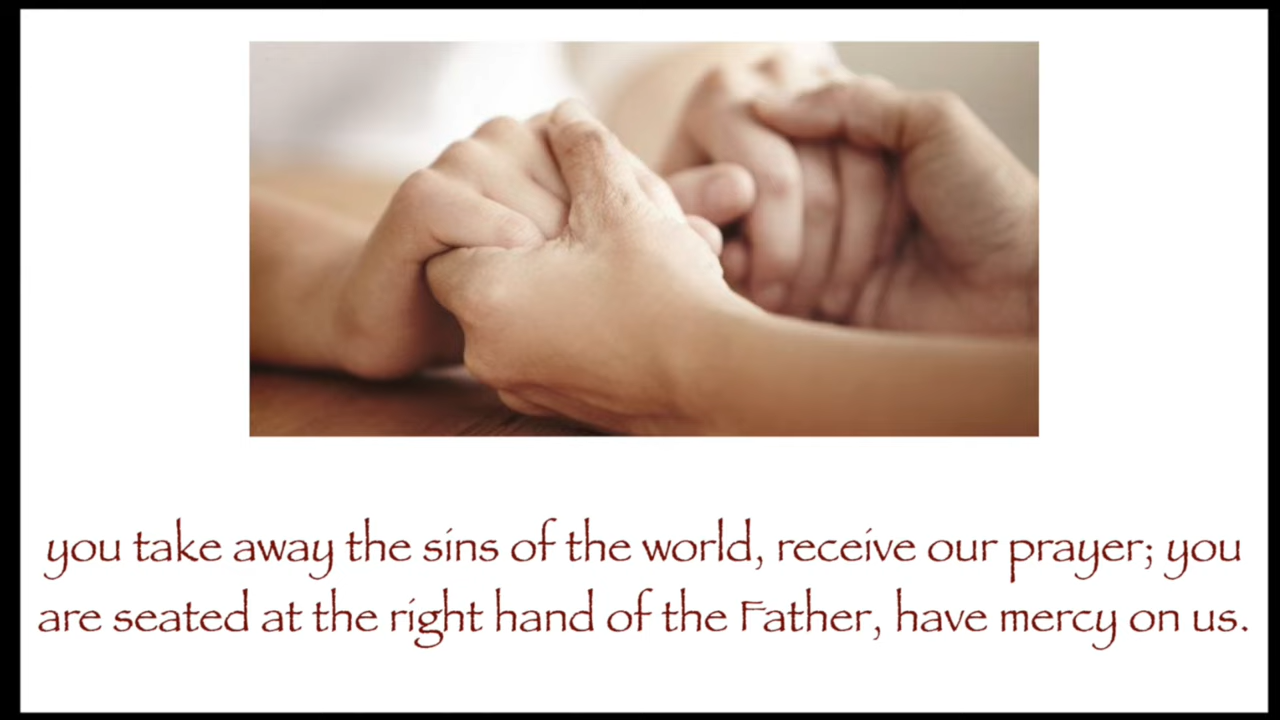 you take away the sins of the world, receive our prayer; you
are seated at the right hand of the Father, have mercy on us.